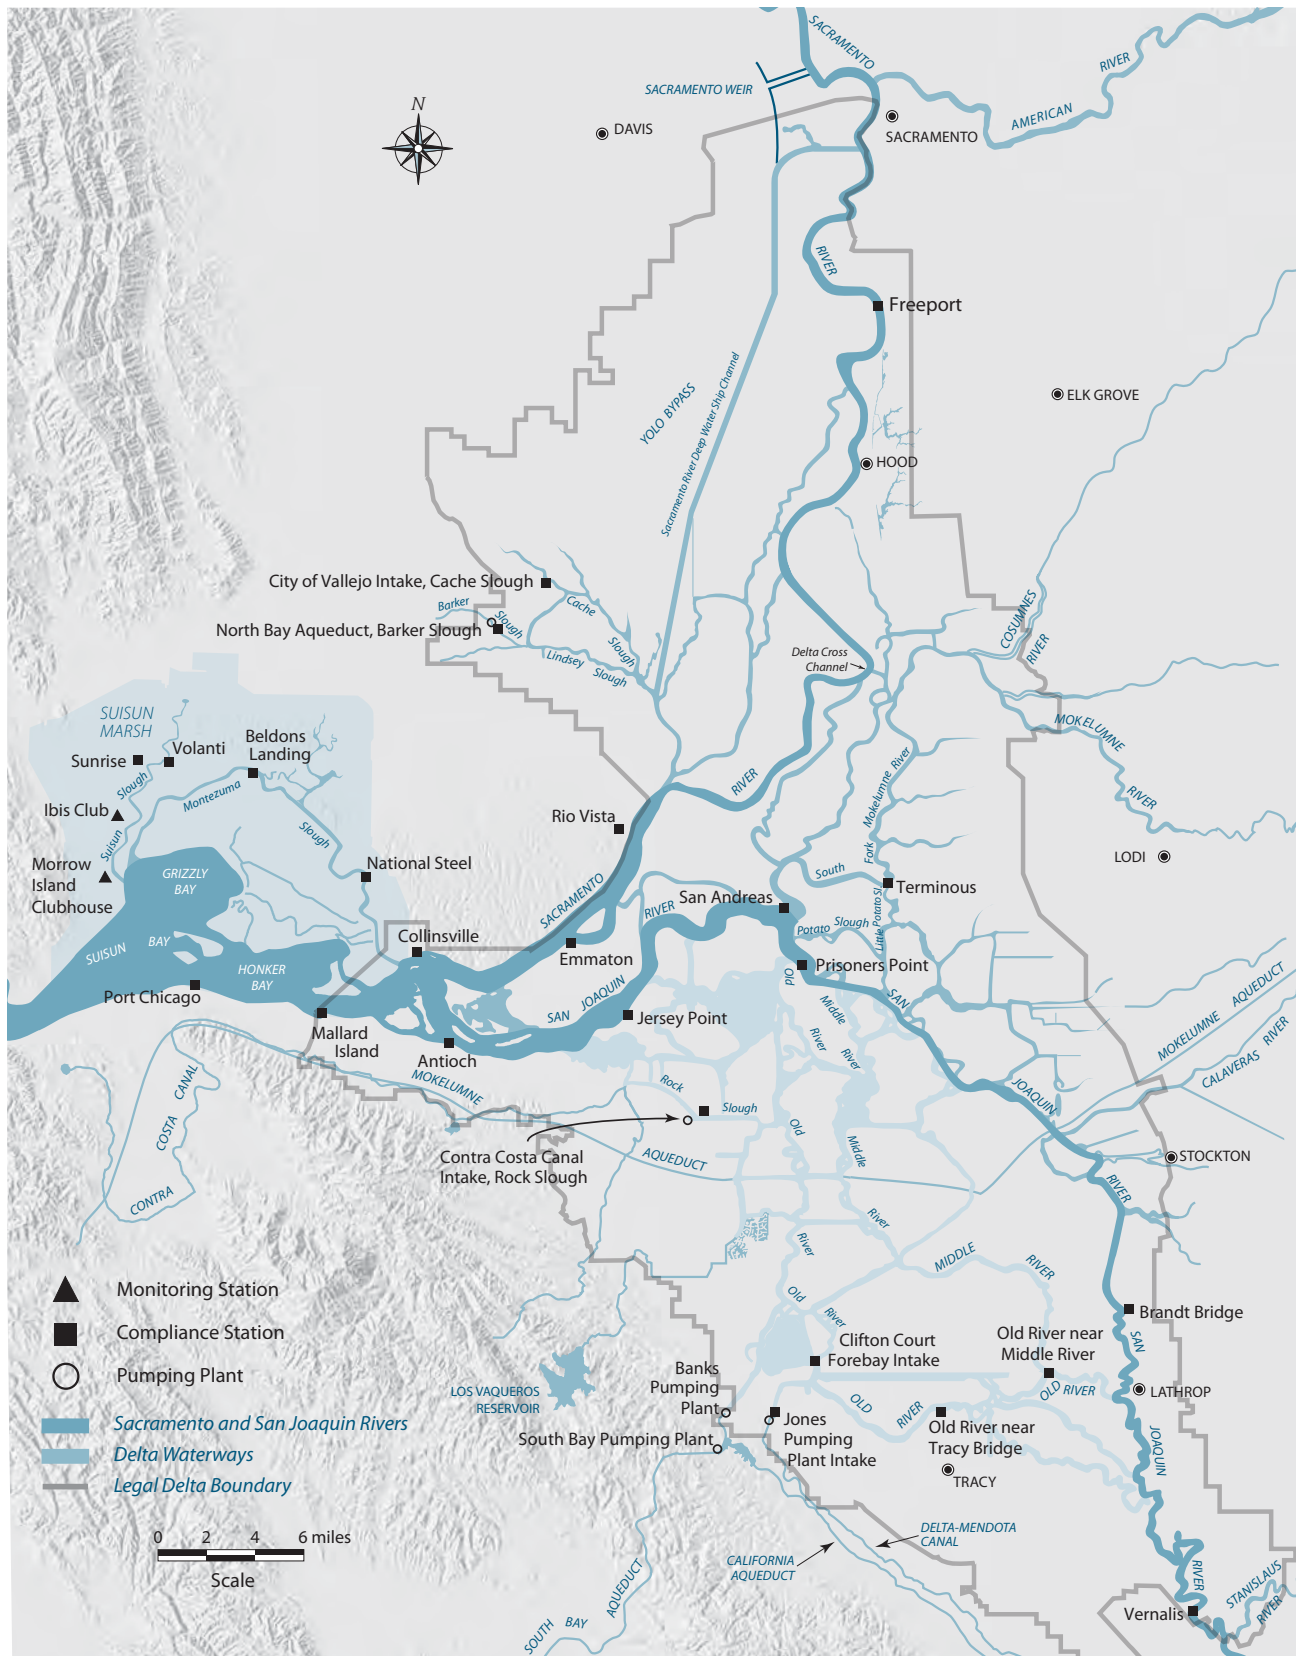 SACRAMENTO
RIVER
AMERICAN
SACRAMENTO WEIR
N
DAVIS
SACRAMENTO
RIVER
Freeport
YOLO BYPASS
Sacramento River Deep Water Ship Channel
ELK GROVE
HOOD
City of Vallejo Intake, Cache Slough
Barker
Slough
Cache
Slough
North Bay Aqueduct, Barker Slough
Lindsey Slough
Delta Cross
Channel
COSUMNES
RIVER
SUISUN
MARSH
Sunrise
Volanti
Beldons
Landing
MOKELUMNE
RIVER
Slough
Montezuma
Slough
Ibis Club
Suisun
RIVER
Mokelumne River
Fork
Rio Vista
LODI
Morrow
Island
Clubhouse
GRIZZLY
BAY
National Steel
South
Terminous
San Andreas
SACRAMENTO
RIVER
Potato Slough
Little Potato Sl.
SUISUN BAY
HONKER
BAY
Collinsville
Emmaton
Prisoners Point
Port Chicago
Old
Middle
SAN
SAN JOAQUIN
Jersey Point
River
River
MOKELUMNE AQUEDUCT
CALAVERAS RIVER
Mallard
Island
Antioch
MOKELUMNE
Rock
Slough
JOAQUIN
CONTRA
COSTA
CANAL
Old
Middle
Contra Costa Canal
Intake, Rock Slough
AQUEDUCT
STOCKTON
RIVER
River
River
MIDDLE
RIVER
Old
River
Monitoring Station
Compliance Station
Pumping Plant
Sacramento and San Joaquin Rivers
Delta Waterways
Legal Delta Boundary
Brandt Bridge
SAN
Clifton Court
Forebay Intake
Old River near
Middle River
OLD RIVER
LATHROP
Banks
Pumping
Plant
LOS VAQUEROS
RESERVOIR
South Bay Pumping Plant
Jones
Pumping
Plant Intake
OLD
RIVER
Old River near
Tracy Bridge
TRACY
JOAQUIN
0 2 4 6 miles
Scale
DELTA-MENDOTA
CANAL
CALIFORNIA
AQUEDUCT
SOUTH BAY AQUEDUCT
RIVER
STANISLAUS
RIVER
Vernalis